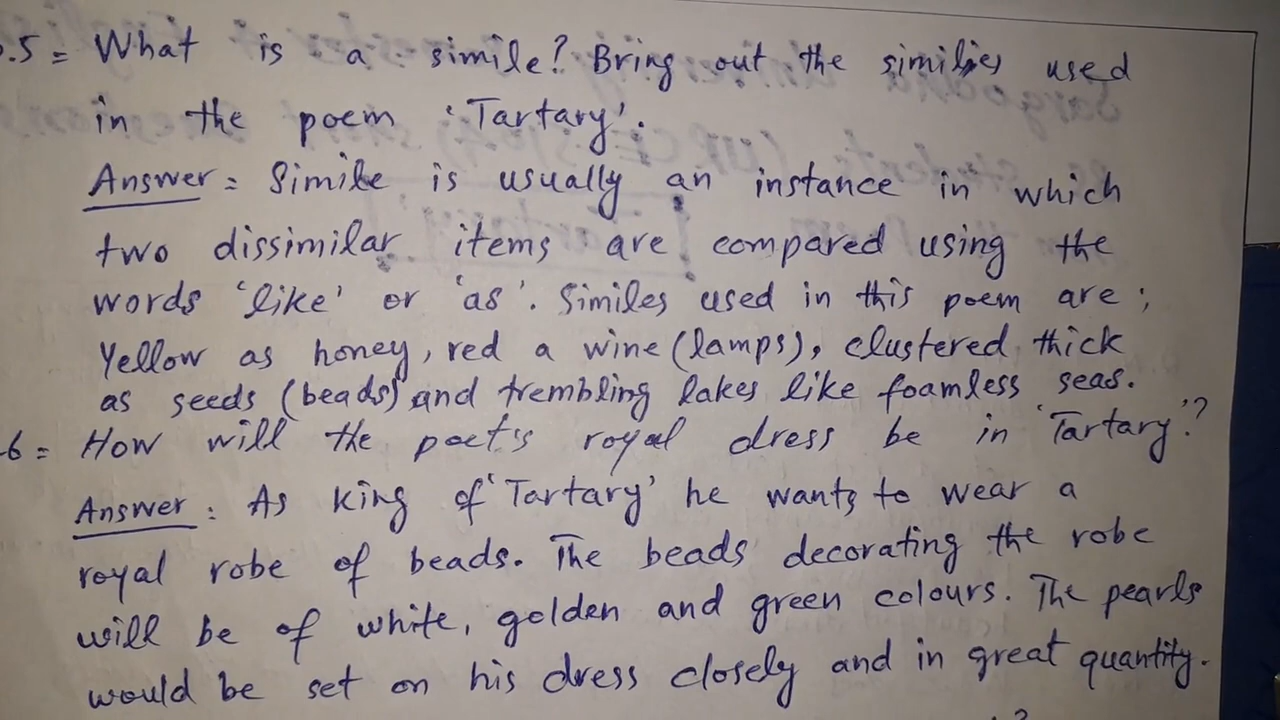 .5 = What is a simile? Bring out the similies used
in the poem 'Tartary'.
Answer = Simile is usually an instance in which
two dissimilar items are compared using the
words 'like' or 'as'. Similes used in this poem are ;
Yellow as honey, red a wine (lamps), clustered thick
as seeds (beads) and trembling lakes like foamless seas.
6 = How will the poet's royal dress be in 'Tartary'?
Answer : As king of 'Tartary' he wants to wear a
royal robe of beads. The beads decorating the robe
will be of white, golden and green colours. The pearls
would be set on his dress closely and in great quantity.